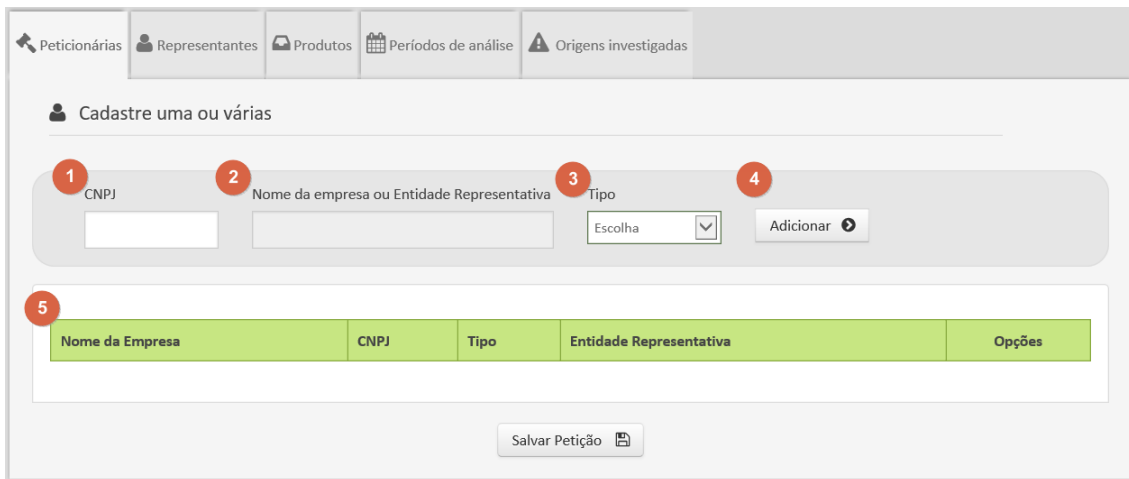 Peticionárias Representantes Produtos Períodos de análise Origens investigadas
Cadastre uma ou várias
1 2 3 4
CNPJ Nome da empresa ou Entidade Representativa Tipo
Escolha Adicionar
5
Nome da Empresa CNPJ Tipo Entidade Representativa Opções
Salvar Petição